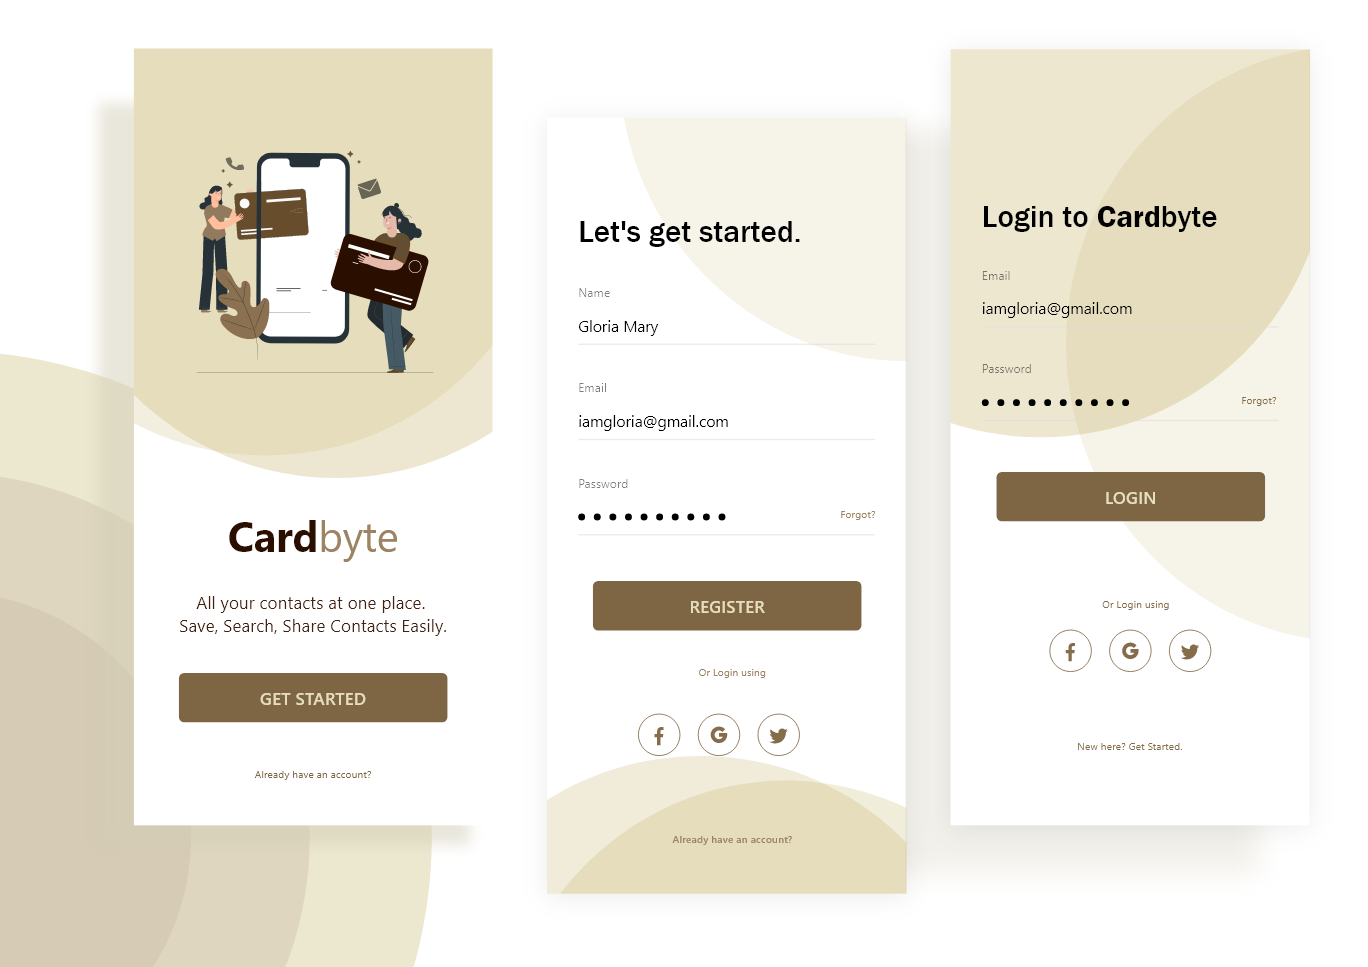 Cardbyte
All your contacts at one place.
Save, Search, Share Contacts Easily.
GET STARTED
Already have an account?
Let's get started.
Name
Gloria Mary
Email
iamgloria@gmail.com
Password
Forgot?
REGISTER
Or Login using
Already have an account?
Login to Cardbyte
Email
iamgloria@gmail.com
Password
Forgot?
LOGIN
Or Login using
New here? Get Started.